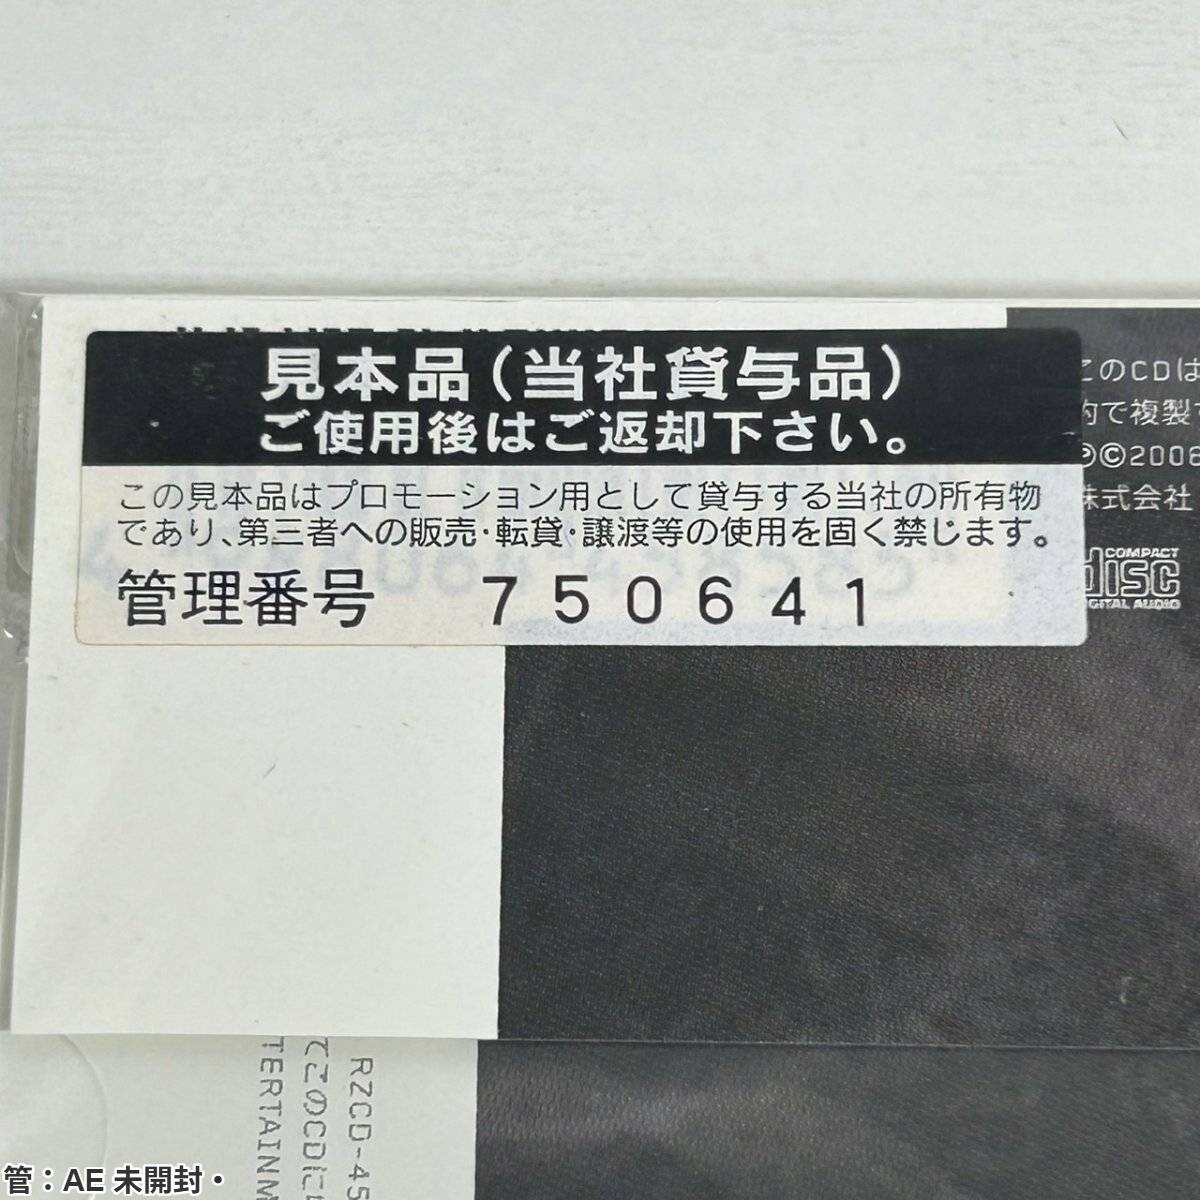 見本品(当社貸与品)
ご使用後はご返却下さい。
この見本品はプロモーション用として貸与する当社の所有物
であり、第三者への販売・転貸・譲渡等の使用を固く禁じます。
管理番号 750641
このCDは
的で複製
℗©2006
株式会社
COMPACT
disc
DIGITAL AUDIO
RZCD-45
てこのCDに
TERTAINM
管：AE 未開封・